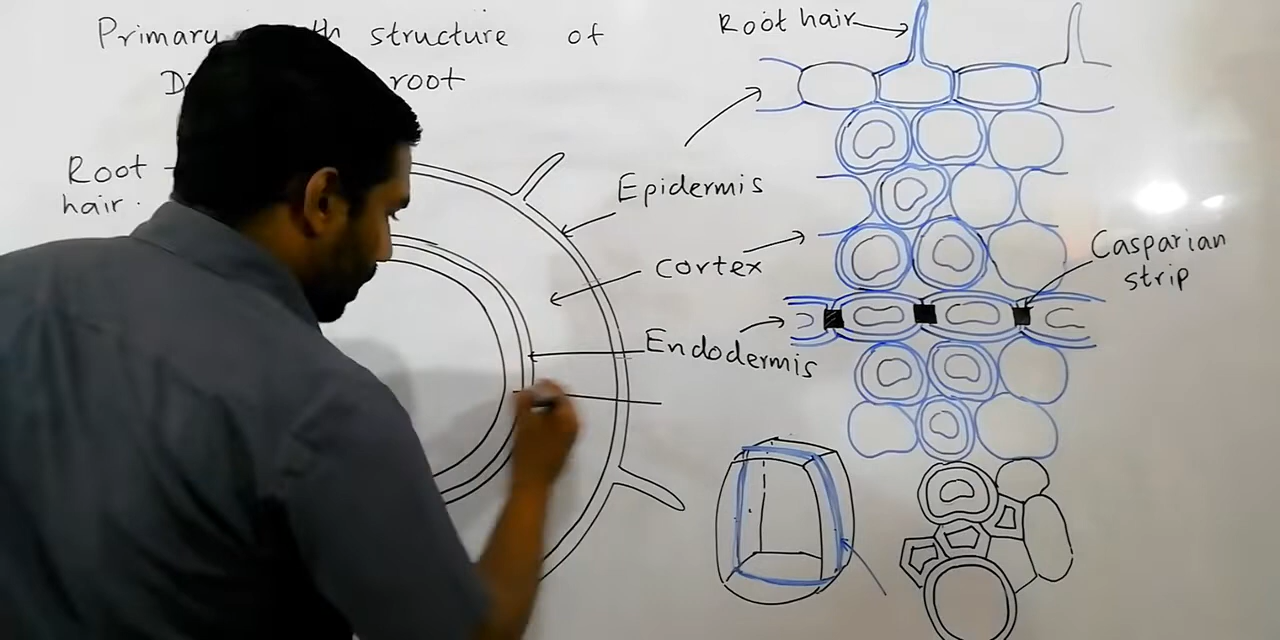 Primary th structure of
D root
Root hair
Root
hair.
Epidermis
Cortex
Casparian
strip
Endodermis